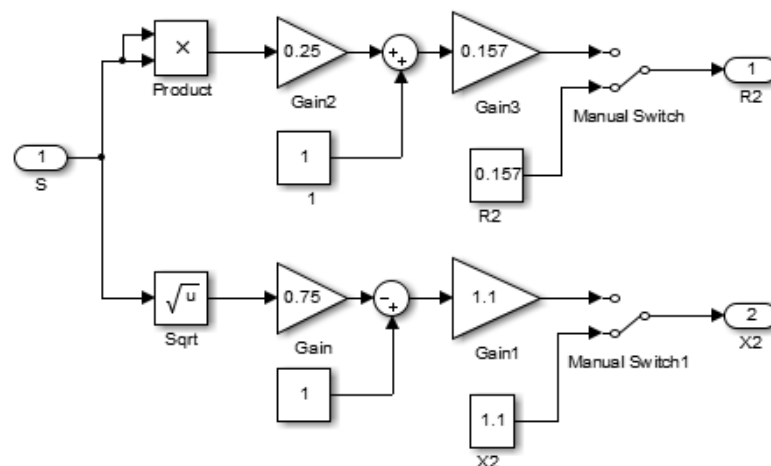 0.25
+
+
0.157
1
R2
×
Product
Gain2
Gain3
Manual Switch
1
1
0.157
R2
1
S
√u
Sqrt
0.75
Gain
-
+
1.1
Gain1
Manual Switch1
2
X2
1
1.1
X2